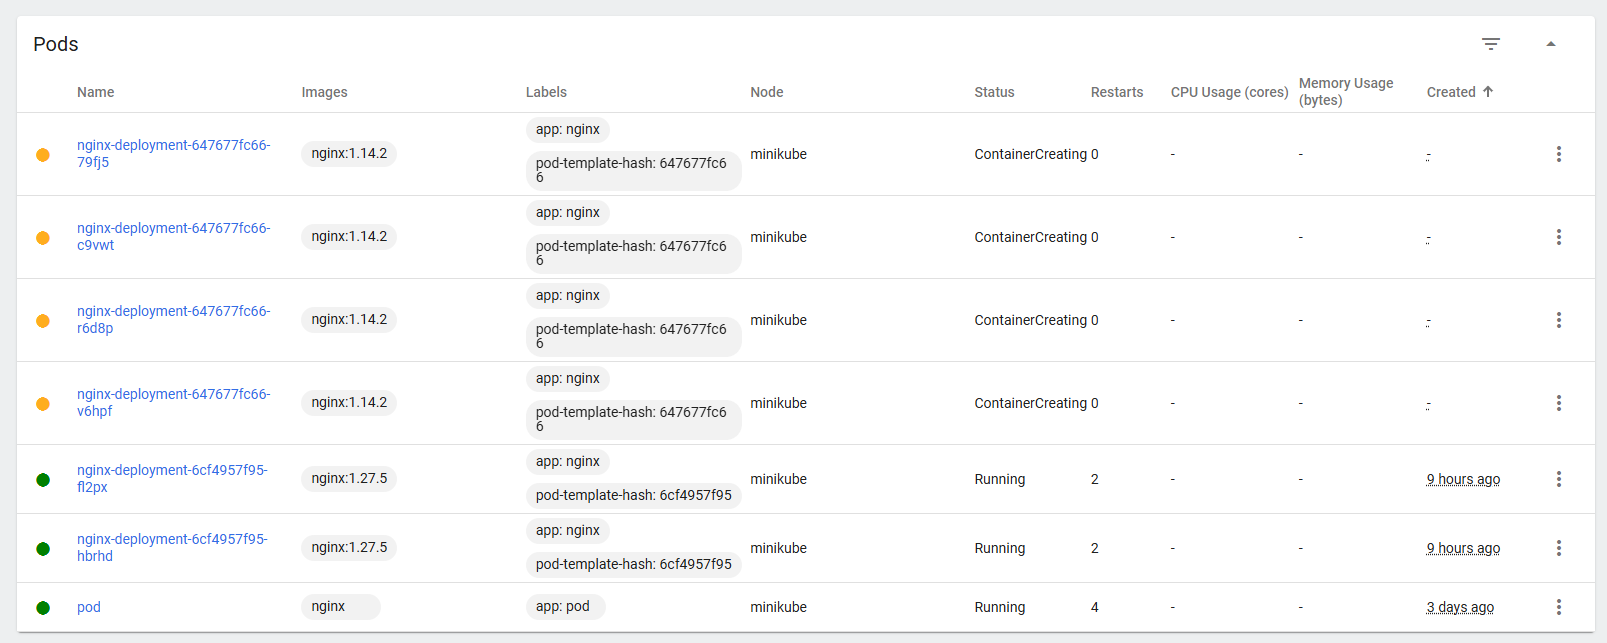 Pods
Name Images Labels Node Status Restarts CPU Usage (cores) Memory Usage (bytes) Created
nginx-deployment-647677fc66-79fj5 nginx:1.14.2 app: nginx pod-template-hash: 647677fc66 minikube ContainerCreating 0 - - -
nginx-deployment-647677fc66-c9vwt nginx:1.14.2 app: nginx pod-template-hash: 647677fc66 minikube ContainerCreating 0 - - -
nginx-deployment-647677fc66-r6d8p nginx:1.14.2 app: nginx pod-template-hash: 647677fc66 minikube ContainerCreating 0 - - -
nginx-deployment-647677fc66-v6hpf nginx:1.14.2 app: nginx pod-template-hash: 647677fc66 minikube ContainerCreating 0 - - -
nginx-deployment-6cf4957f95-fl2px nginx:1.27.5 app: nginx pod-template-hash: 6cf4957f95 minikube Running 2 - - 9 hours ago
nginx-deployment-6cf4957f95-hbrhd nginx:1.27.5 app: nginx pod-template-hash: 6cf4957f95 minikube Running 2 - - 9 hours ago
pod nginx app: pod minikube Running 4 - - 3 days ago